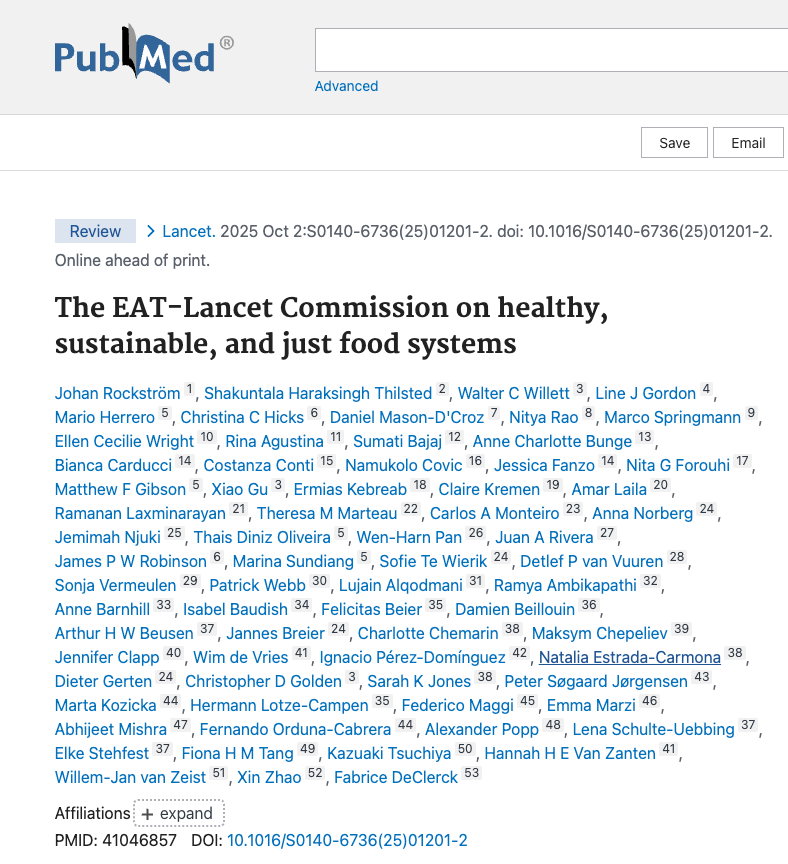 PubMed®
Advanced
Save
Email
Review
Lancet. 2025 Oct 2:S0140-6736(25)01201-2. doi: 10.1016/S0140-6736(25)01201-2.
Online ahead of print.
The EAT–Lancet Commission on healthy,
sustainable, and just food systems
Johan Rockström 1, Shakuntala Haraksingh Thilsted 2, Walter C Willett 3, Line J Gordon 4,
Mario Herrero 5, Christina C Hicks 6, Daniel Mason-D'Croz 7, Nitya Rao 8, Marco Springmann 9,
Ellen Cecilie Wright 10, Rina Agustina 11, Sumati Bajaj 12, Anne Charlotte Bunge 13,
Bianca Carducci 14, Costanza Conti 15, Namukolo Covic 16, Jessica Fanzo 14, Nita G Forouhi 17,
Matthew F Gibson 5, Xiao Gu 3, Ermias Kebreab 18, Claire Kremen 19, Amar Laila 20,
Ramanan Laxminarayan 21, Theresa M Marteau 22, Carlos A Monteiro 23, Anna Norberg 24,
Jemimah Njuki 25, Thais Diniz Oliveira 5, Wen-Harn Pan 26, Juan A Rivera 27,
James P W Robinson 6, Marina Sundiang 5, Sofie Te Wierik 24, Detlef P van Vuuren 28,
Sonja Vermeulen 29, Patrick Webb 30, Lujain Alqodmani 31, Ramya Ambikapathi 32,
Anne Barnhill 33, Isabel Baudish 34, Felicitas Beier 35, Damien Beillouin 36,
Arthur H W Beusen 37, Jannes Breier 24, Charlotte Chemarin 38, Maksym Chepeliev 39,
Jennifer Clapp 40, Wim de Vries 41, Ignacio Pérez-Domínguez 42, Natalia Estrada-Carmona 38,
Dieter Gerten 24, Christopher D Golden 3, Sarah K Jones 38, Peter Søgaard Jørgensen 43,
Marta Kozicka 44, Hermann Lotze-Campen 35, Federico Maggi 45, Emma Marzi 46,
Abhijeet Mishra 47, Fernando Orduna-Cabrera 44, Alexander Popp 48, Lena Schulte-Uebbing 37,
Elke Stehfest 37, Fiona H M Tang 49, Kazuaki Tsuchiya 50, Hannah H E Van Zanten 41,
Willem-Jan van Zeist 51, Xin Zhao 52, Fabrice DeClerck 53
Affiliations + expand
PMID: 41046857 DOI: 10.1016/S0140-6736(25)01201-2